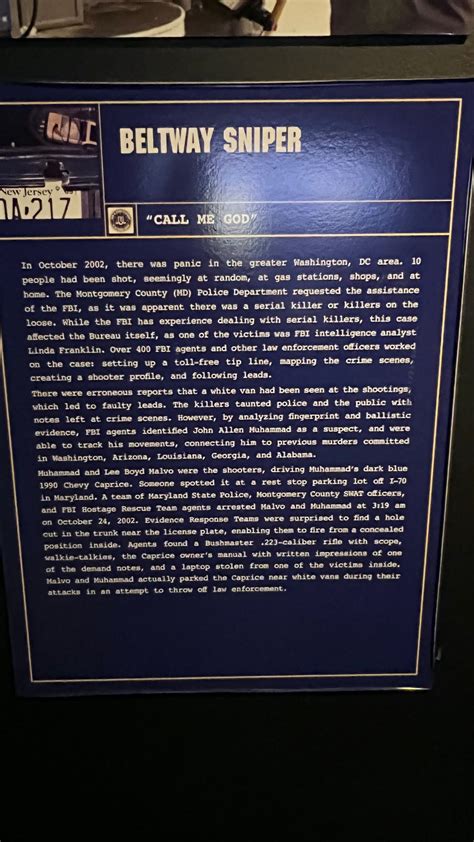 New Jersey
BELTWAY SNIPER
"CALL ME GOD"
In October 2002, there was panic in the greater Washington, DC area. 10
people had been shot, seemingly at random, at gas stations, shops, and at
home. The Montgomery County (MD) Police Department requested the assistance
of the FBI, as it was apparent there was a serial killer or killers on the
loose. While the FBI has experience dealing with serial killers, this case
affected the Bureau itself, as one of the victims was FBI intelligence analyst
Linda Franklin. Over 400 FBI agents and other law enforcement officers worked
on the case: setting up a toll-free tip line, mapping the crime scenes,
creating a shooter profile, and following leads.
There were erroneous reports that a white van had been seen at the shootings,
which led to faulty leads. The killers taunted police and the public with
notes left at crime scenes. However, by analyzing fingerprint and ballistic
evidence, FBI agents identified John Allen Muhammad as a suspect, and were
able to track his movements, connecting him to previous murders committed
in Washington, Arizona, Louisiana, Georgia, and Alabama.
Muhammad and Lee Boyd Malvo were the shooters, driving Muhammad's dark blue
1990 Chevy Caprice. Someone spotted it at a rest stop parking lot off I-70
in Maryland. A team of Maryland State Police, Montgomery County SWAT officers,
and FBI Hostage Rescue Team agents arrested Malvo and Muhammad at 3:19 am
on October 24, 2002. Evidence Response Teams were surprised to find a hole
cut in the trunk near the license plate, enabling them to fire from a concealed
position inside. Agents found a Bushmaster .223-caliber rifle with scope,
walkie-talkies, the Caprice owner's manual with written impressions of one
of the demand notes, and a laptop stolen from one of the victims inside.
Malvo and Muhammad actually parked the Caprice near white vans during their
attacks in an attempt to throw off law enforcement.